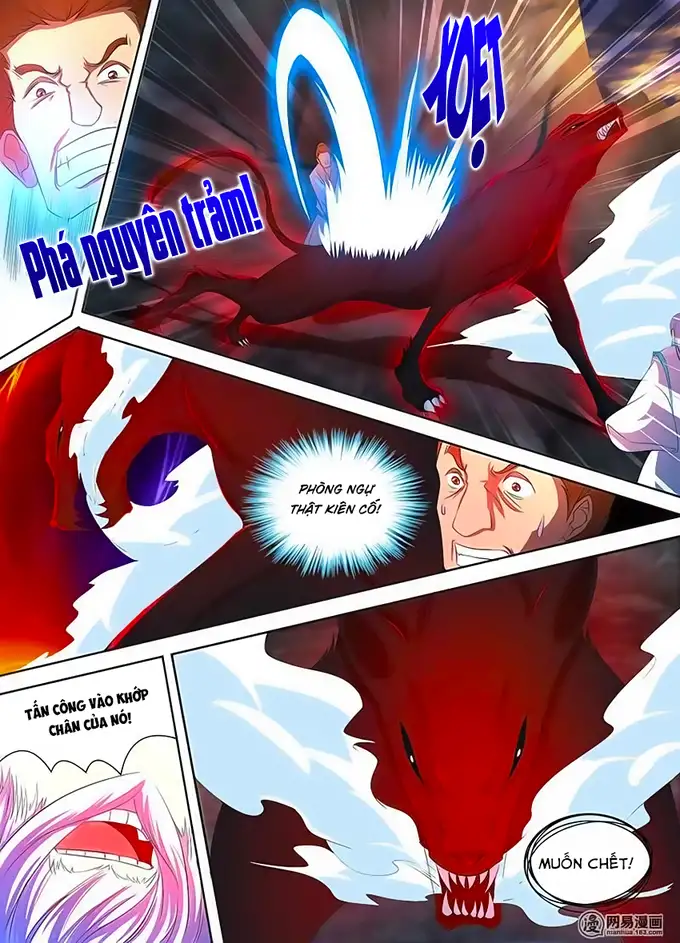 XOẸT
Phá nguyên trảm!
PHÒNG NGỰ
THẬT KIÊN CỐ!
TẤN CÔNG VÀO KHỚP
CHÂN CỦA NÓ!
MUỐN CHẾT!
网易漫画
manhua.163.com